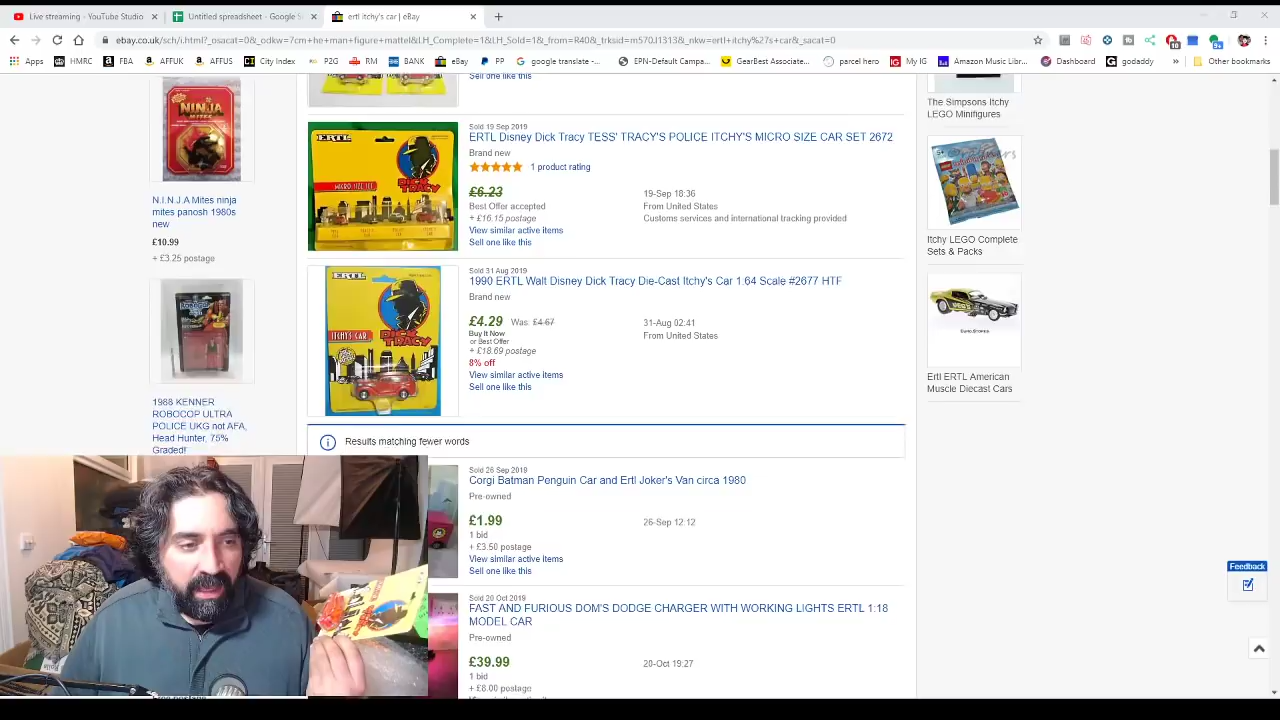 Live streaming - YouTube Studio
Untitled spreadsheet - Google S
ertl itchy's car | eBay
ebay.co.uk/sch/i.html?_osacat=0&_odkw=7cm+he+man+figure+mattel&LH_Complete=1&LH_Sold=1&_from=R40&_trksid=m570.l1313&_nkw=ertl+itchy%27s+car&_sacat=0
Apps HMRC FBA AFFUK AFFUS City Index P2G RM BANK eBay PP google translate -... EPN-Default Campa... GearBest Associate... parcel hero My IG Amazon Music Libr... Dashboard godaddy » Other bookmarks
Sell one like this
NINJA
MITES
N.I.N.J.A Mites ninja
mites panosh 1980s
new
£10.99
+ £3.25 postage
1988 KENNER
ROBOCOP ULTRA
POLICE UKG not AFA,
Head Hunter, 75%
Graded!
Sold 19 Sep 2019
ERTL Disney Dick Tracy TESS' TRACY'S POLICE ITCHY'S MICRO SIZE CAR SET 2672
Brand new
1 product rating
£6.23
Best Offer accepted
+ £16.15 postage
View similar active items
Sell one like this
19-Sep 18:36
From United States
Customs services and international tracking provided
ERTL
MICRO SIZE SET
DICK
TRACY
Sold 31 Aug 2019
1990 ERTL Walt Disney Dick Tracy Die-Cast Itchy's Car 1:64 Scale #2677 HTF
Brand new
£4.29 Was: £4.67
Buy It Now
or Best Offer
+ £18.69 postage
8% off
View similar active items
Sell one like this
31-Aug 02:41
From United States
ERTL
ITCHY'S CAR
DICK
TRACY
Results matching fewer words
Sold 26 Sep 2019
Corgi Batman Penguin Car and Ertl Joker's Van circa 1980
Pre-owned
£1.99
1 bid
+ £3.50 postage
View similar active items
Sell one like this
26-Sep 12:12
Sold 20 Oct 2019
FAST AND FURIOUS DOM'S DODGE CHARGER WITH WORKING LIGHTS ERTL 1:18
MODEL CAR
Pre-owned
£39.99
1 bid
+ £8.00 postage
20-Oct 19:27
The Simpsons Itchy
LEGO Minifigures
Itchy LEGO Complete
Sets & Packs
Ertl ERTL American
Muscle Diecast Cars
Feedback